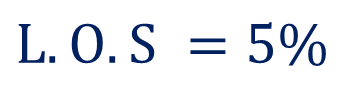 L. O. S = 5%